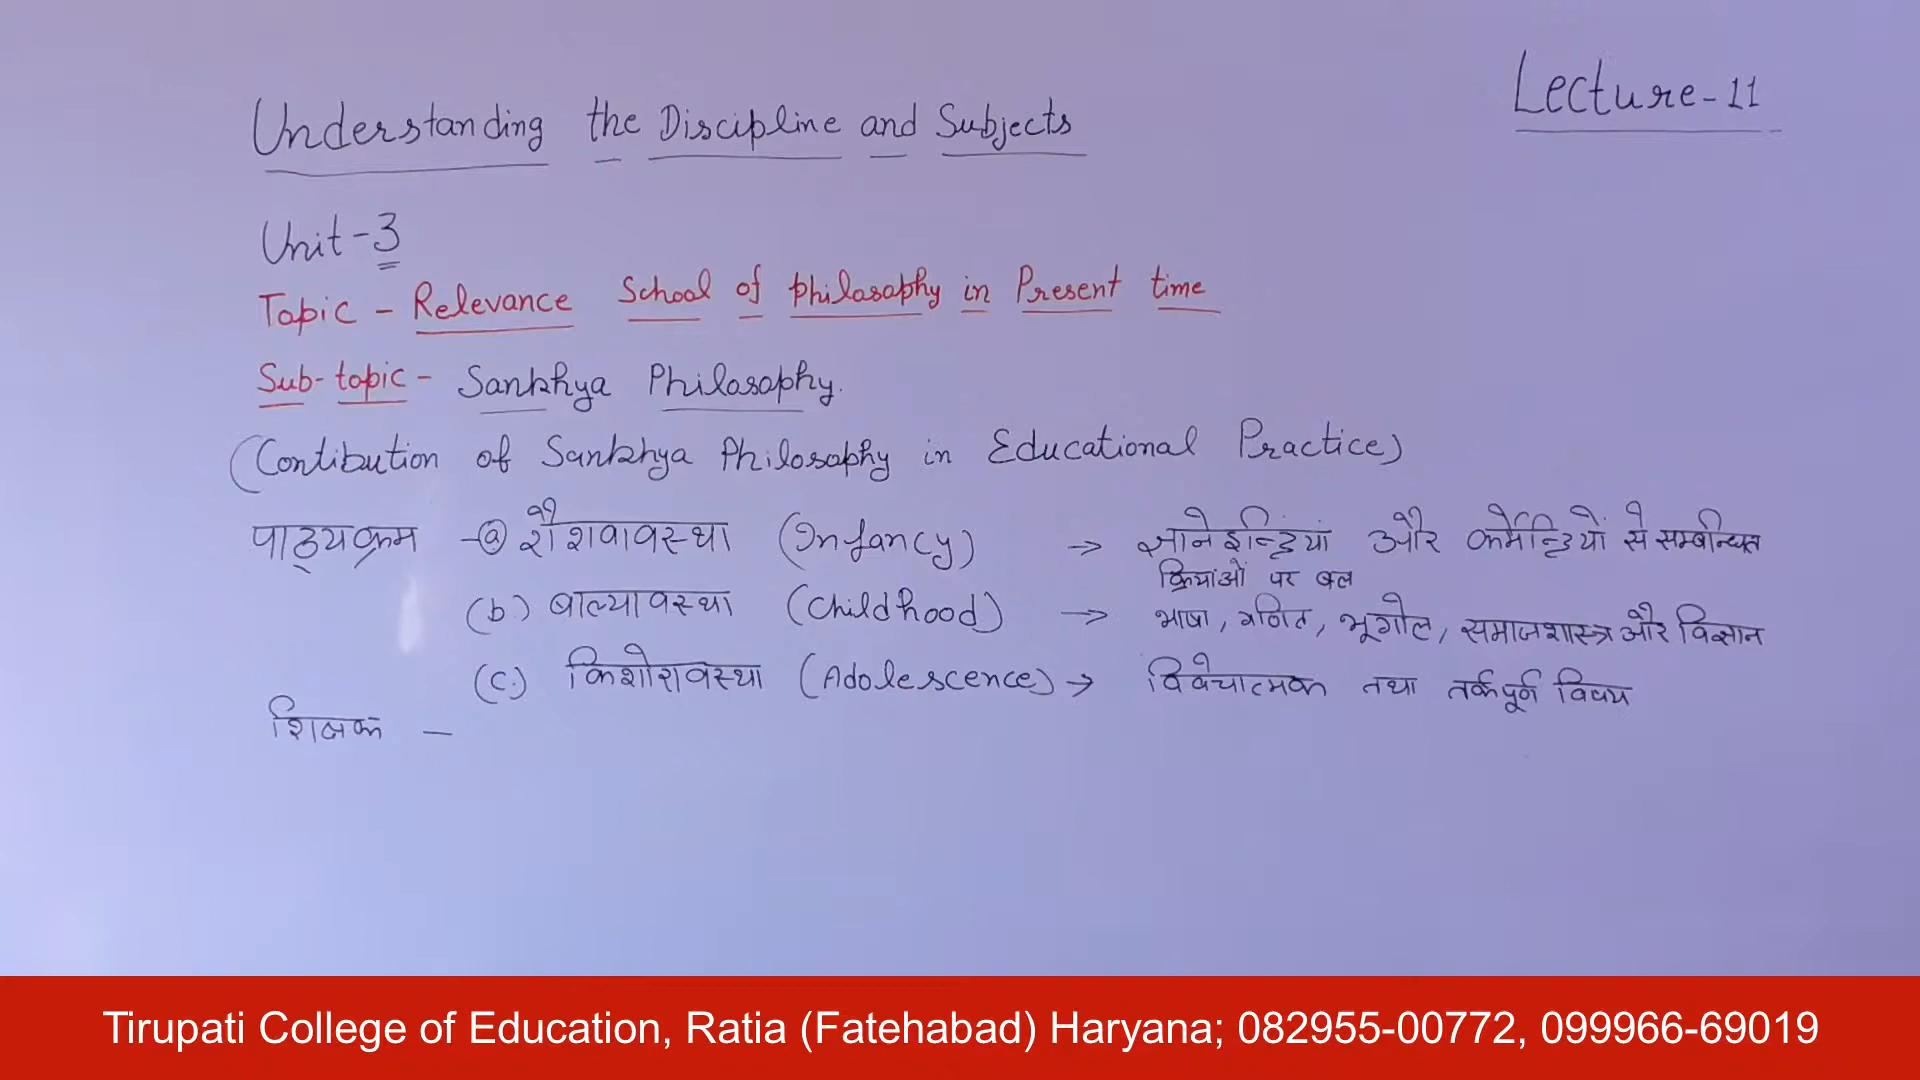 Lecture-11
Understanding the Discipline and Subjects
Unit-3
Topic - Relevance School of philosophy in Present time
Sub-topic - Sankhya Philosophy.
(Contibution of Sankhya Philosophy in Educational Practice)
पाठ्यक्रम - (a) शैशवावस्था (Infancy) → ज्ञानेइन्द्रियां और कर्मेन्द्रियों से सम्बन्धित
क्रियांओं पर बल
(b.) बाल्यावस्था (Childhood) → भाषा, गणित, भूगोल, समाजशास्त्र और विज्ञान
(c.) किशोरावस्था (Adolescence) → विवेचात्मक तथा तर्कपूर्ण विषय
शिक्षक -
Tirupati College of Education, Ratia (Fatehabad) Haryana; 082955-00772, 099966-69019